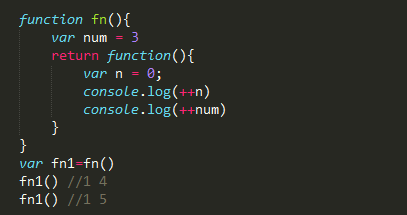 function fn(){
    var num = 3
    return function(){
        var n = 0;
        console.log(++n)
        console.log(++num)
    }
}
var fn1=fn()
fn1() //1 4
fn1() //1 5